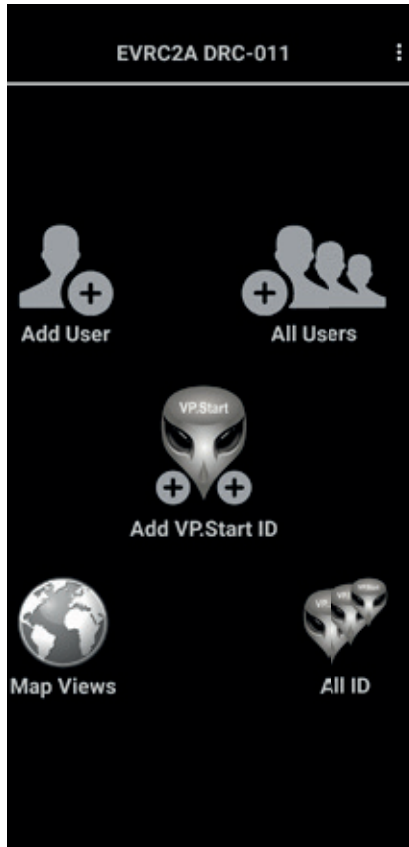 EVRC2A DRC-011
Add User
All Users
VP.Start
Add VP.Start ID
Map Views
All ID